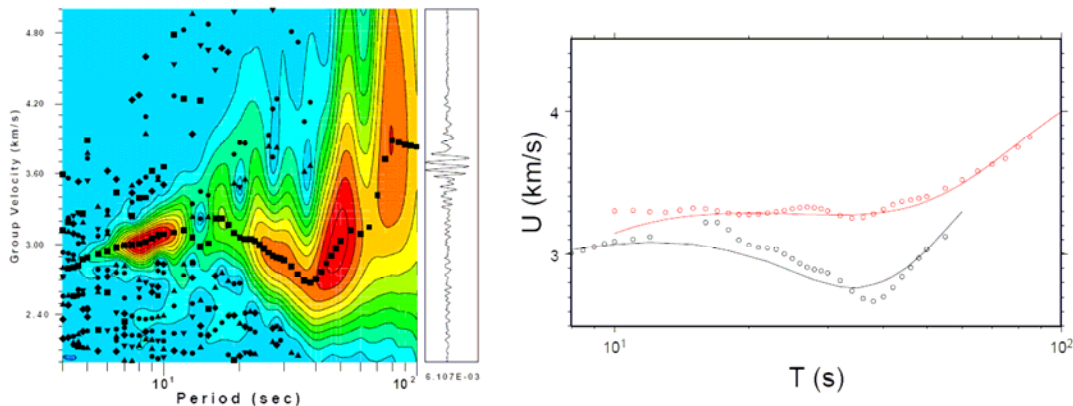 4.80
4.20
3.60
3.00
2.40
Group Velocity (km/s)
10¹
10²
Period (sec)
6.107E-03
4
3
U (km/s)
10¹
10²
T (s)